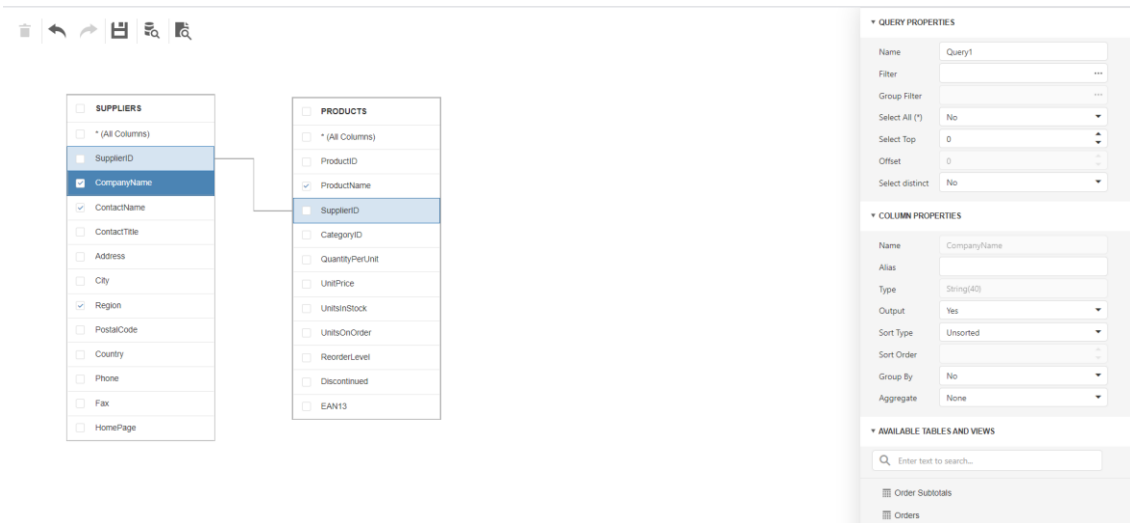 SUPPLIERS
* (All Columns)
SupplierID
CompanyName
ContactName
ContactTitle
Address
City
Region
PostalCode
Country
Phone
Fax
HomePage
PRODUCTS
* (All Columns)
ProductID
ProductName
SupplierID
CategoryID
QuantityPerUnit
UnitPrice
UnitsInStock
UnitsOnOrder
ReorderLevel
Discontinued
EAN13
QUERY PROPERTIES
Name Query1
Filter ...
Group Filter ...
Select All (*) No
Select Top 0
Offset 0
Select distinct No
COLUMN PROPERTIES
Name CompanyName
Alias
Type String(40)
Output Yes
Sort Type Unsorted
Sort Order
Group By No
Aggregate None
AVAILABLE TABLES AND VIEWS
Enter text to search...
Order Subtotals
Orders